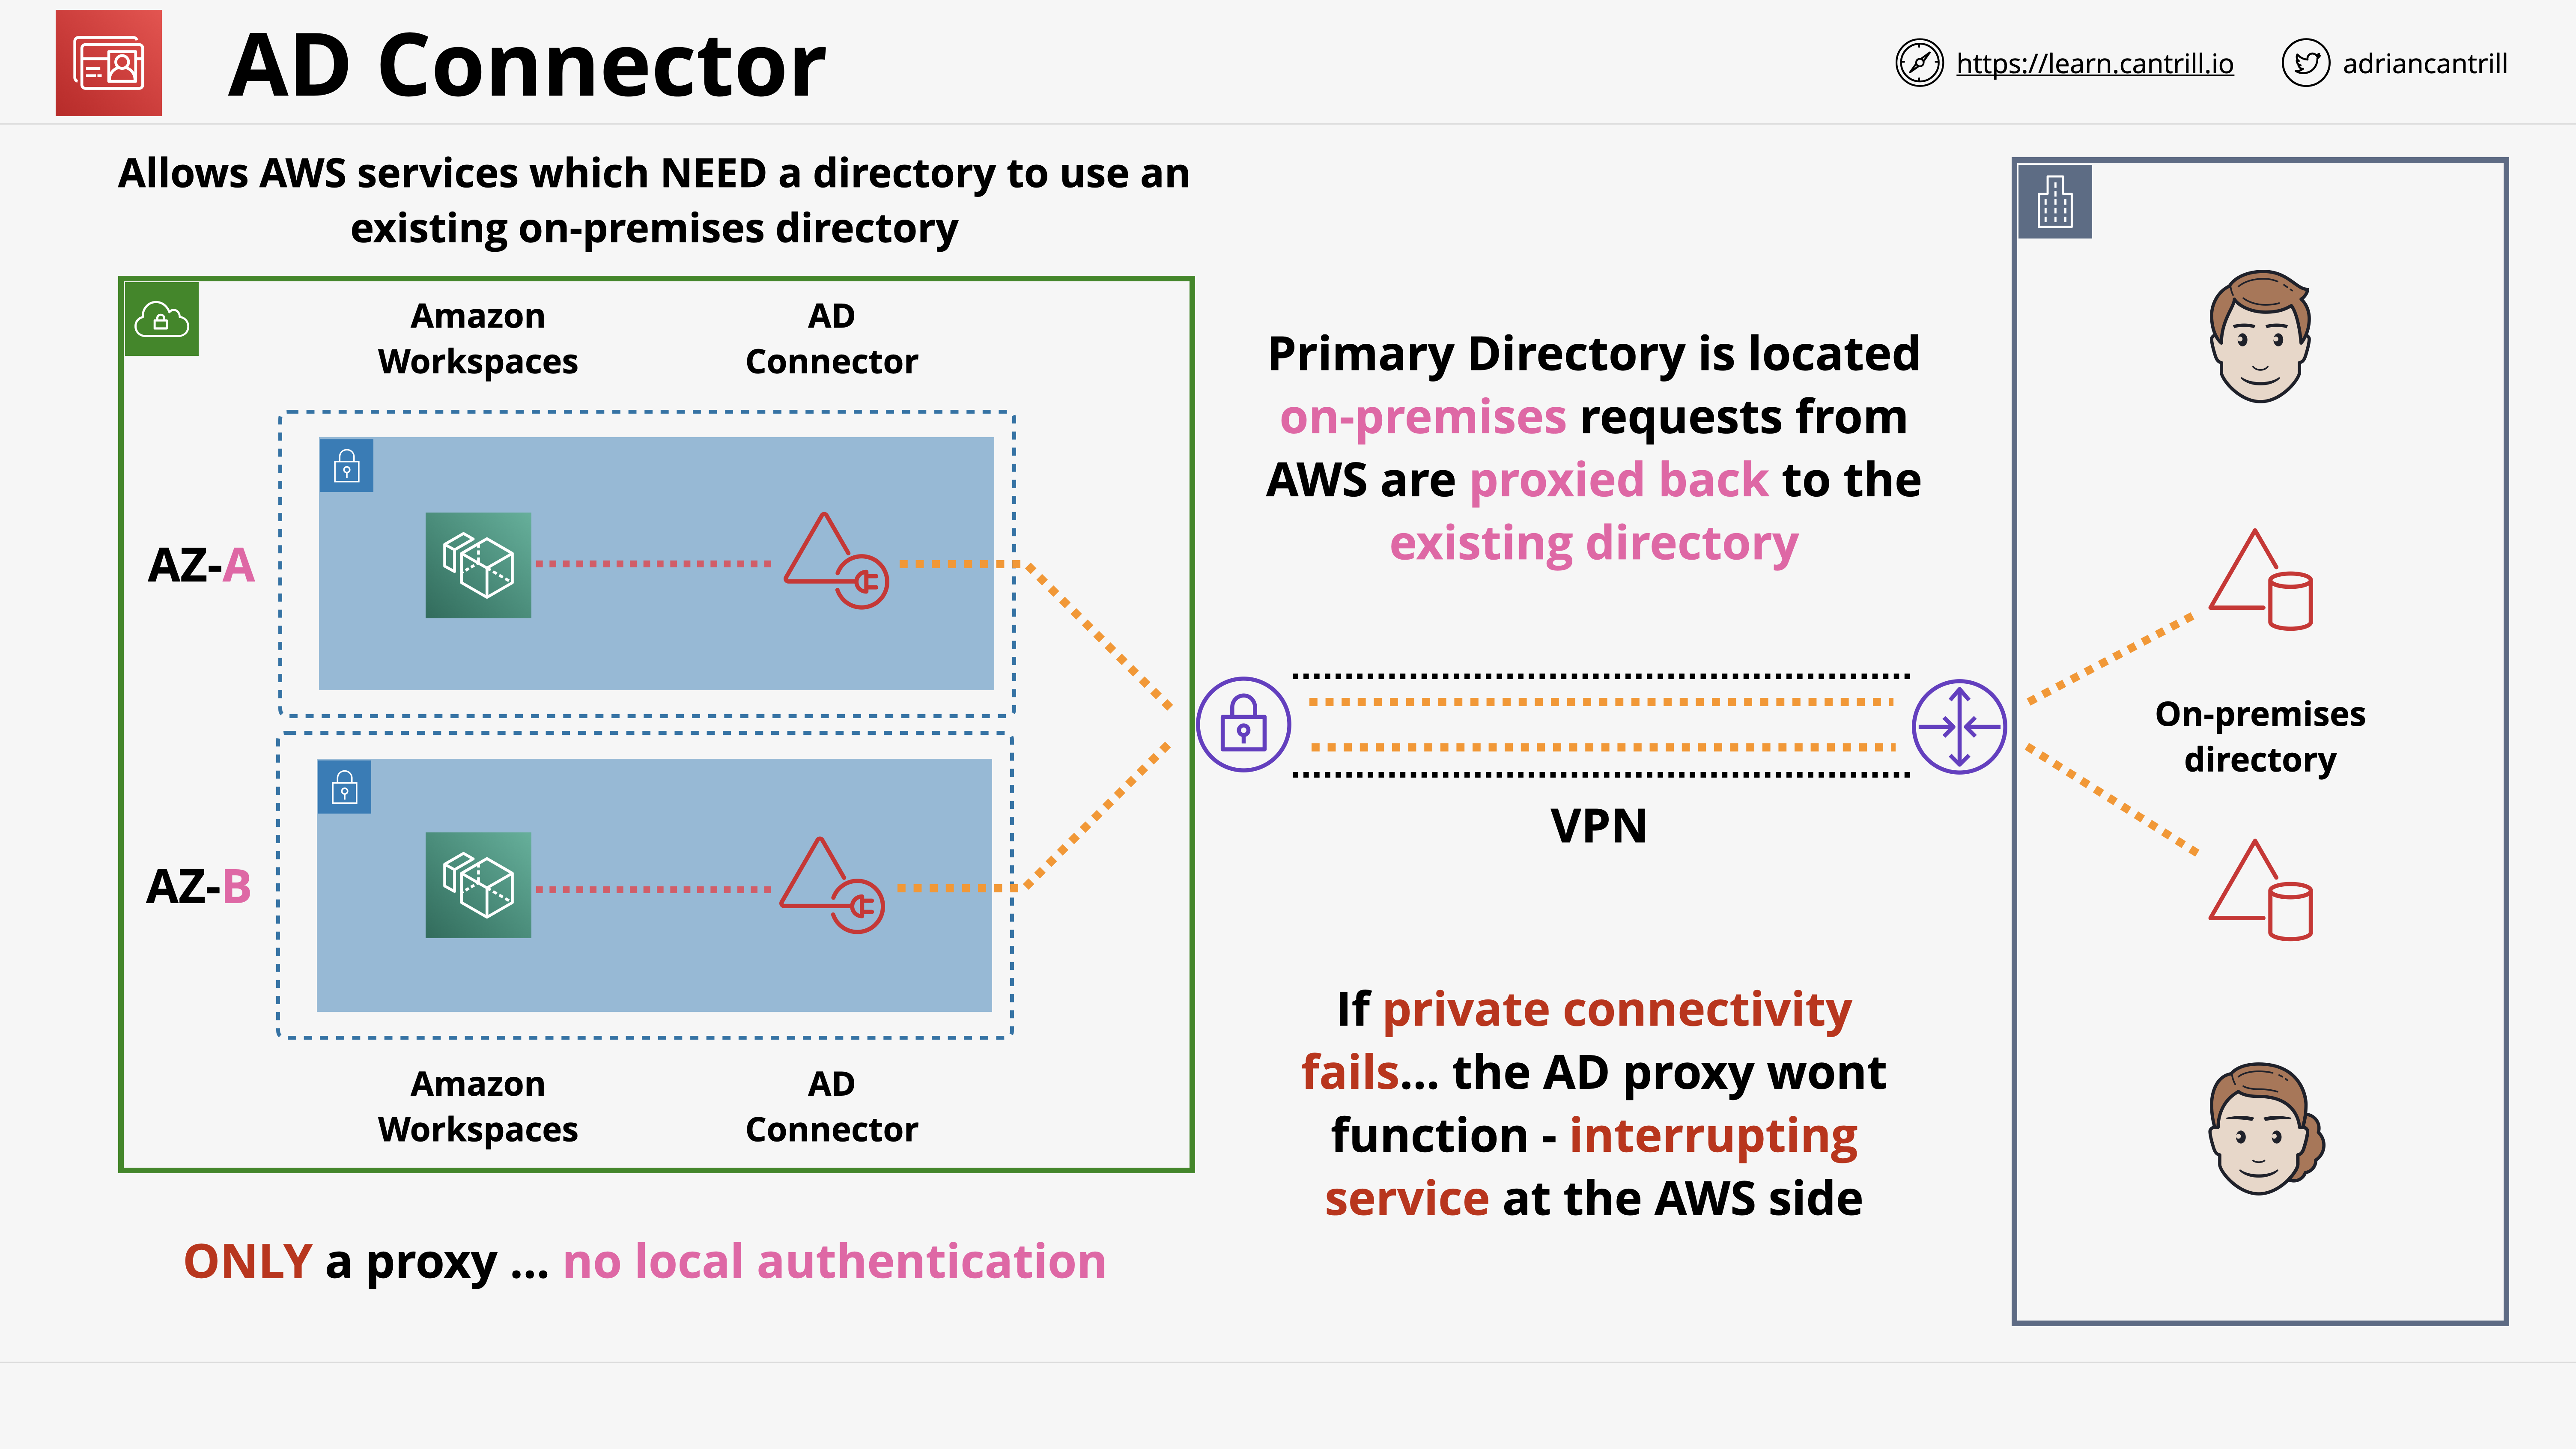 AD Connector
https://learn.cantrill.io
adriancantrill
Allows AWS services which NEED a directory to use an
existing on-premises directory
Amazon
Workspaces
AD
Connector
AZ-A
AZ-B
Amazon
Workspaces
AD
Connector
ONLY a proxy ... no local authentication
Primary Directory is located
on-premises requests from
AWS are proxied back to the
existing directory
VPN
If private connectivity
fails... the AD proxy wont
function - interrupting
service at the AWS side
On-premises
directory